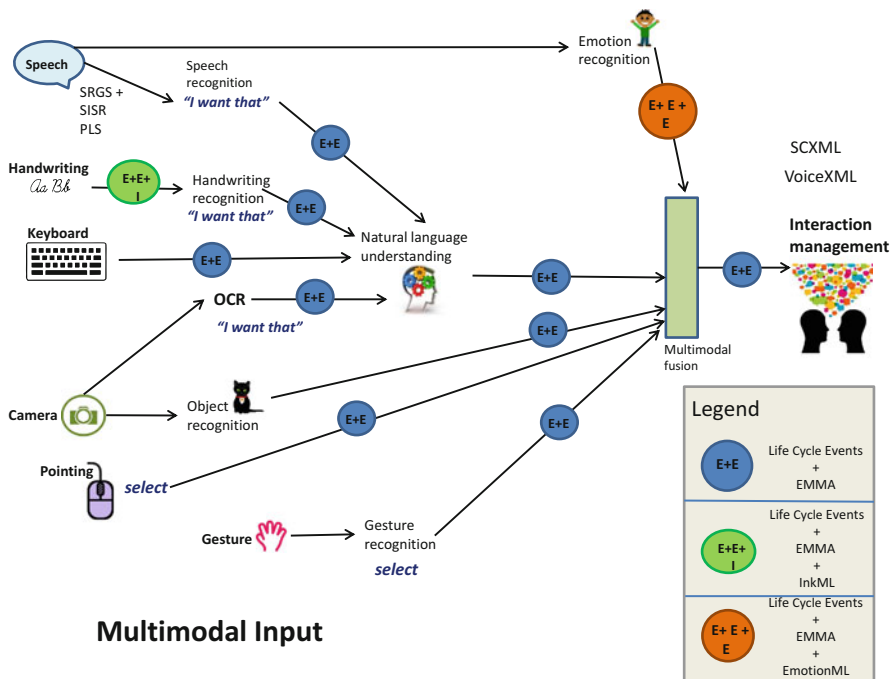 Speech
SRGS +
SISR
PLS
Speech
recognition
"I want that"
Emotion
recognition
E+ E +
E
E+E
SCXML
VoiceXML
Handwriting
Aa Bb
E+E+
I
Handwriting
recognition
"I want that"
E+E
Keyboard
E+E
Natural language
understanding
E+E
E+E
Interaction
management
OCR
E+E
"I want that"
E+E
Multimodal
fusion
Camera
Object
recognition
E+E
Pointing
select
E+E
Gesture
Gesture
recognition
select
Legend
E+E
Life Cycle Events
+
EMMA
E+E+
I
Life Cycle Events
+
EMMA
+
InkML
E+ E +
E
Life Cycle Events
+
EMMA
+
EmotionML
Multimodal Input